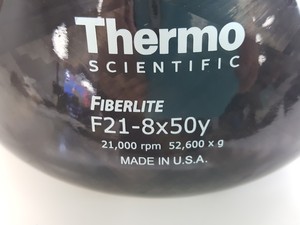 Thermo
SCIENTIFIC
FIBERLITE
F21-8x50y
21,000 rpm 52,600 x g
MADE IN U.S.A.